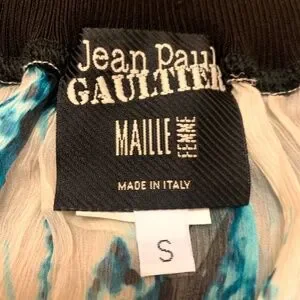 Jean Paul
GAULTIER
MAILLE
FEMME
MADE IN ITALY
S